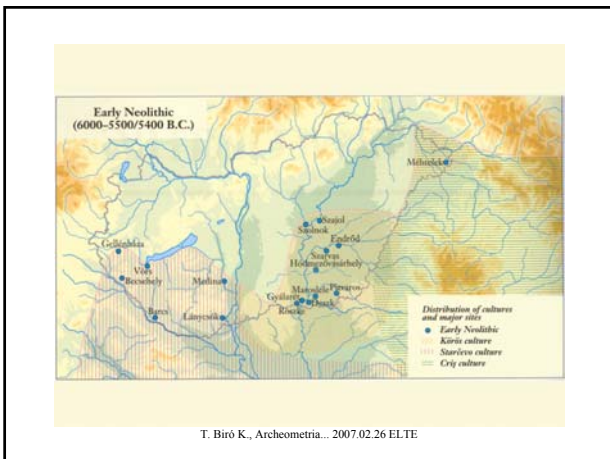 Early Neolithic
(6000–5500/5400 B.C.)
Méhtelek
Szajol
Szolnok
Endrőd
Szarvas
Hódmezővásárhely
Gellénháza
Vörs
Becsehely
Medina
Maroslele
Pitvaros
Gyálarét
Deszk
Röszke
Barcs
Lánycsók
Distribution of cultures
and major sites
Early Neolithic
Körös culture
Starčevo culture
Criş culture
T. Biró K., Archeometria... 2007.02.26 ELTE